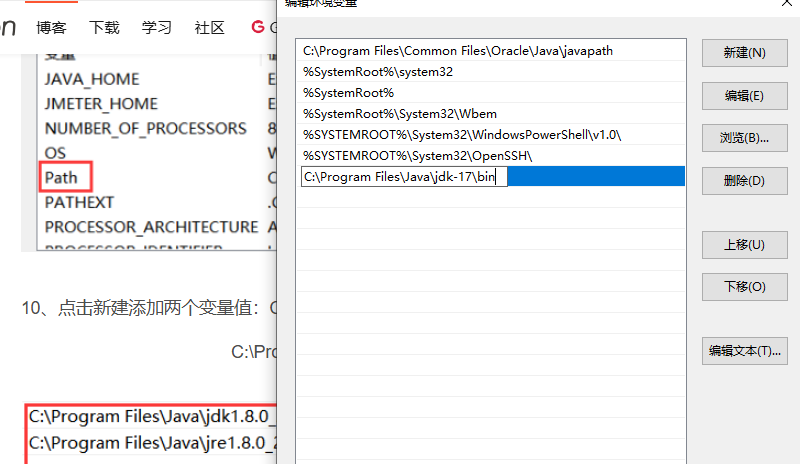 编辑环境变量
on 博客 下载 学习 社区 G
变量
JAVA_HOME E
JMETER_HOME E
NUMBER_OF_PROCESSORS 8
OS W
Path C
PATHEXT .C
PROCESSOR_ARCHITECTURE A
PROCESSOR_IDENTIFIER
10、点击新建添加两个变量值：C
C:\Pro
C:\Program Files\Java\jdk1.8.0_
C:\Program Files\Java\jre1.8.0_2
C:\Program Files\Common Files\Oracle\Java\javapath
%SystemRoot%\system32
%SystemRoot%
%SystemRoot%\System32\Wbem
%SYSTEMROOT%\System32\WindowsPowerShell\v1.0\
%SYSTEMROOT%\System32\OpenSSH\
C:\Program Files\Java\jdk-17\bin
新建(N)
编辑(E)
浏览(B)...
删除(D)
上移(U)
下移(O)
编辑文本(T)...